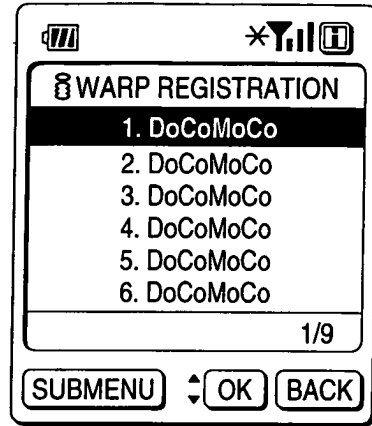 WARP REGISTRATION
1. DoCoMoCo
2. DoCoMoCo
3. DoCoMoCo
4. DoCoMoCo
5. DoCoMoCo
6. DoCoMoCo
1/9
SUBMENU OK BACK